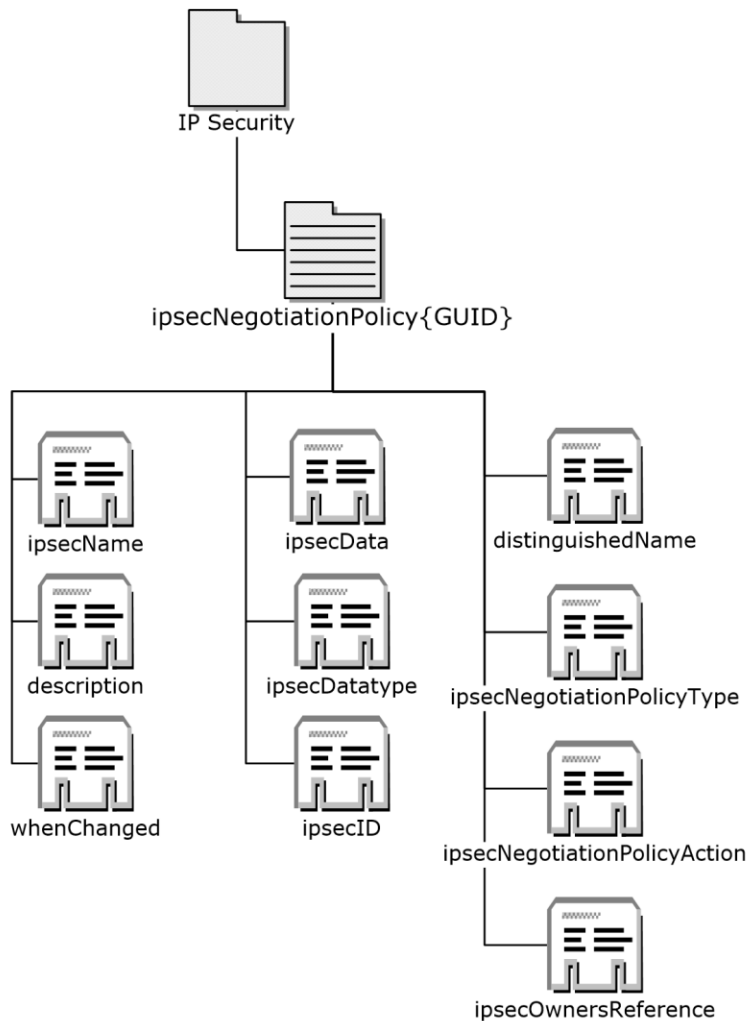 IP Security
ipsecNegotiationPolicy{GUID}
ipsecName
ipsecData
distinguishedName
description
ipsecDatatype
ipsecNegotiationPolicyType
whenChanged
ipsecID
ipsecNegotiationPolicyAction
ipsecOwnersReference